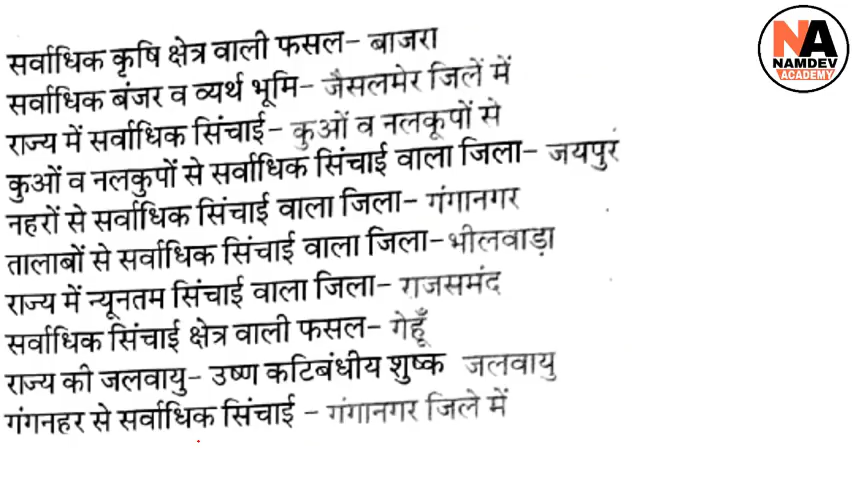 NA
NAMDEV
ACADEMY
सर्वाधिक कृषि क्षेत्र वाली फसल- बाजरा
सर्वाधिक बंजर व व्यर्थ भूमि- जैसलमेर जिलें में
राज्य में सर्वाधिक सिंचाई- कुओं व नलकूपों से
कुओं व नलकुपों से सर्वाधिक सिंचाई वाला जिला- जयपुर
नहरों से सर्वाधिक सिंचाई वाला जिला- गंगानगर
तालाबों से सर्वाधिक सिंचाई वाला जिला-भीलवाड़ा
राज्य में न्यूनतम सिंचाई वाला जिला- राजसमंद
सर्वाधिक सिंचाई क्षेत्र वाली फसल- गेहूँ
राज्य की जलवायु- उष्ण कटिबंधीय शुष्क जलवायु
गंगनहर से सर्वाधिक सिंचाई - गंगानगर जिले में